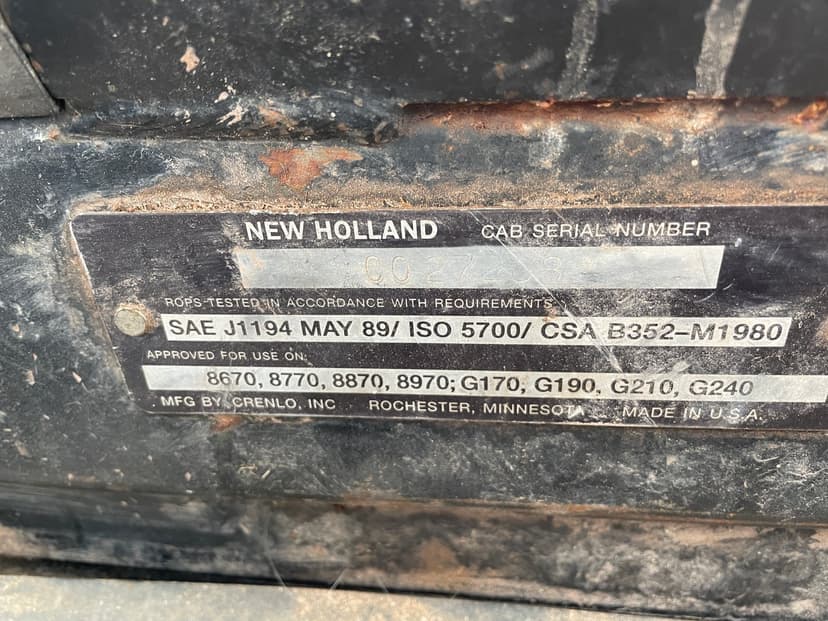 NEW HOLLAND CAB SERIAL NUMBER
ROPS TESTED IN ACCORDANCE WITH REQUIREMENTS
SAE J1194 MAY 89/ ISO 5700/ CSA B352-M1980
APPROVED FOR USE ON:
8670, 8770, 8870, 8970; G170, G190, G210, G240
MFG BY CRENLO, INC ROCHESTER, MINNESOTA MADE IN U.S.A.